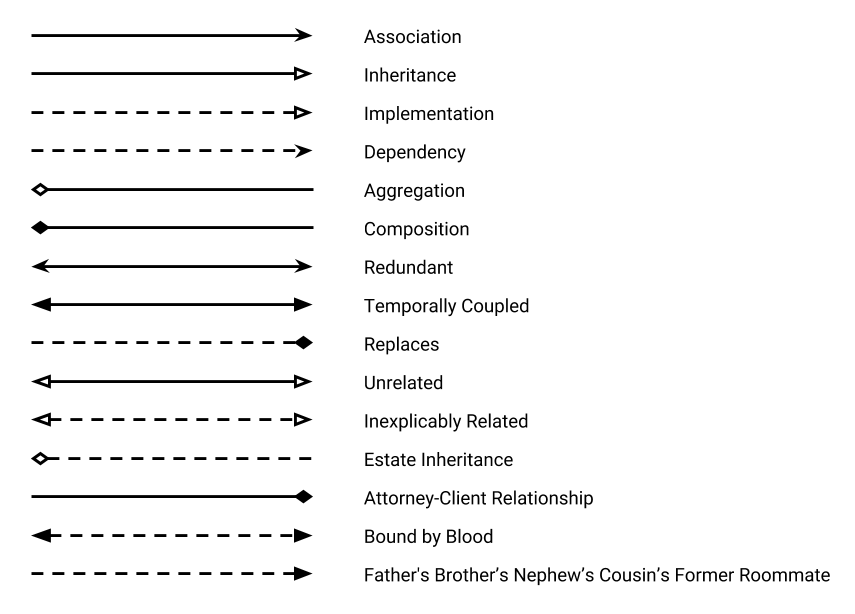 Association
Inheritance
Implementation
Dependency
Aggregation
Composition
Redundant
Temporally Coupled
Replaces
Unrelated
Inexplicably Related
Estate Inheritance
Attorney-Client Relationship
Bound by Blood
Father's Brother’s Nephew’s Cousin’s Former Roommate